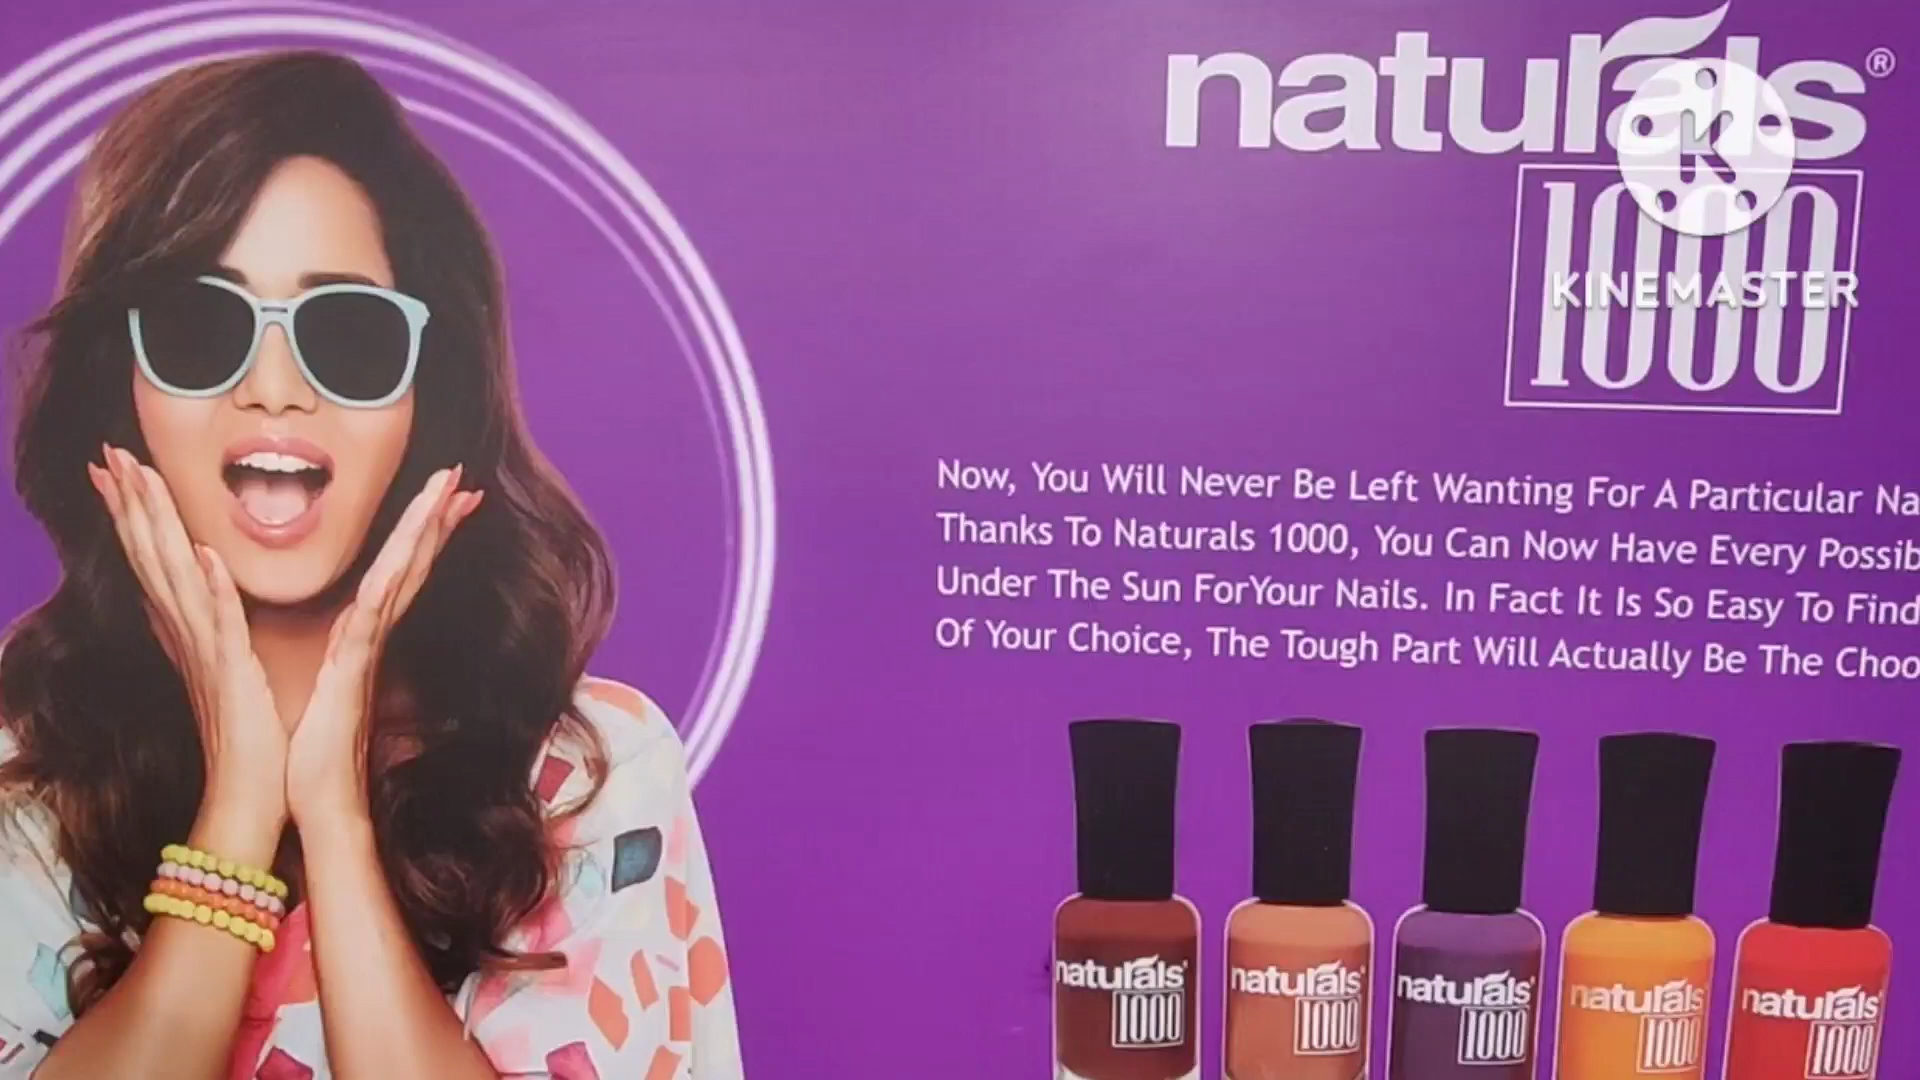 naturals®
1000
KINEMASTER
Now, You Will Never Be Left Wanting For A Particular Na
Thanks To Naturals 1000, You Can Now Have Every Possib
Under The Sun ForYour Nails. In Fact It Is So Easy To Find
Of Your Choice, The Tough Part Will Actually Be The Choo
naturals 1000
naturals 1000
naturals 1000
naturals 1000
naturals 1000